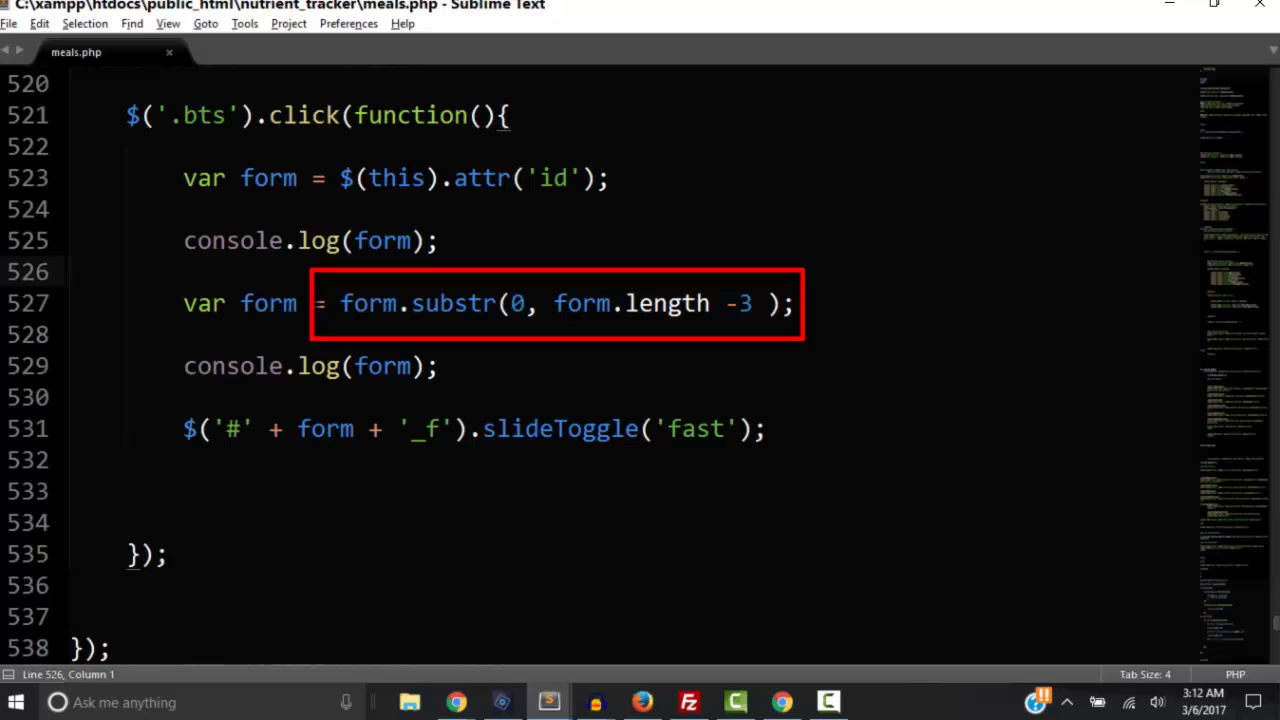 C:\xampp\htdocs\public_html\nutrient_tracker\meals.php - Sublime Text
File Edit Selection Find View Goto Tools Project Preferences Help
meals.php ×
520
521 $('.bts').click(function(){
522
523 var form = $(this).attr('id');
524
525 console.log(form);
526
527 var form = form.substr(0, form.length -3 );
528
529 console.log(form);
530
531 $('#' + form + '_f').slideToggle('fast');
532
533
534
535 });
536
537
538 });
Line 526, Column 1 Tab Size: 4 PHP
Ask me anything 3:12 AM
3/6/2017